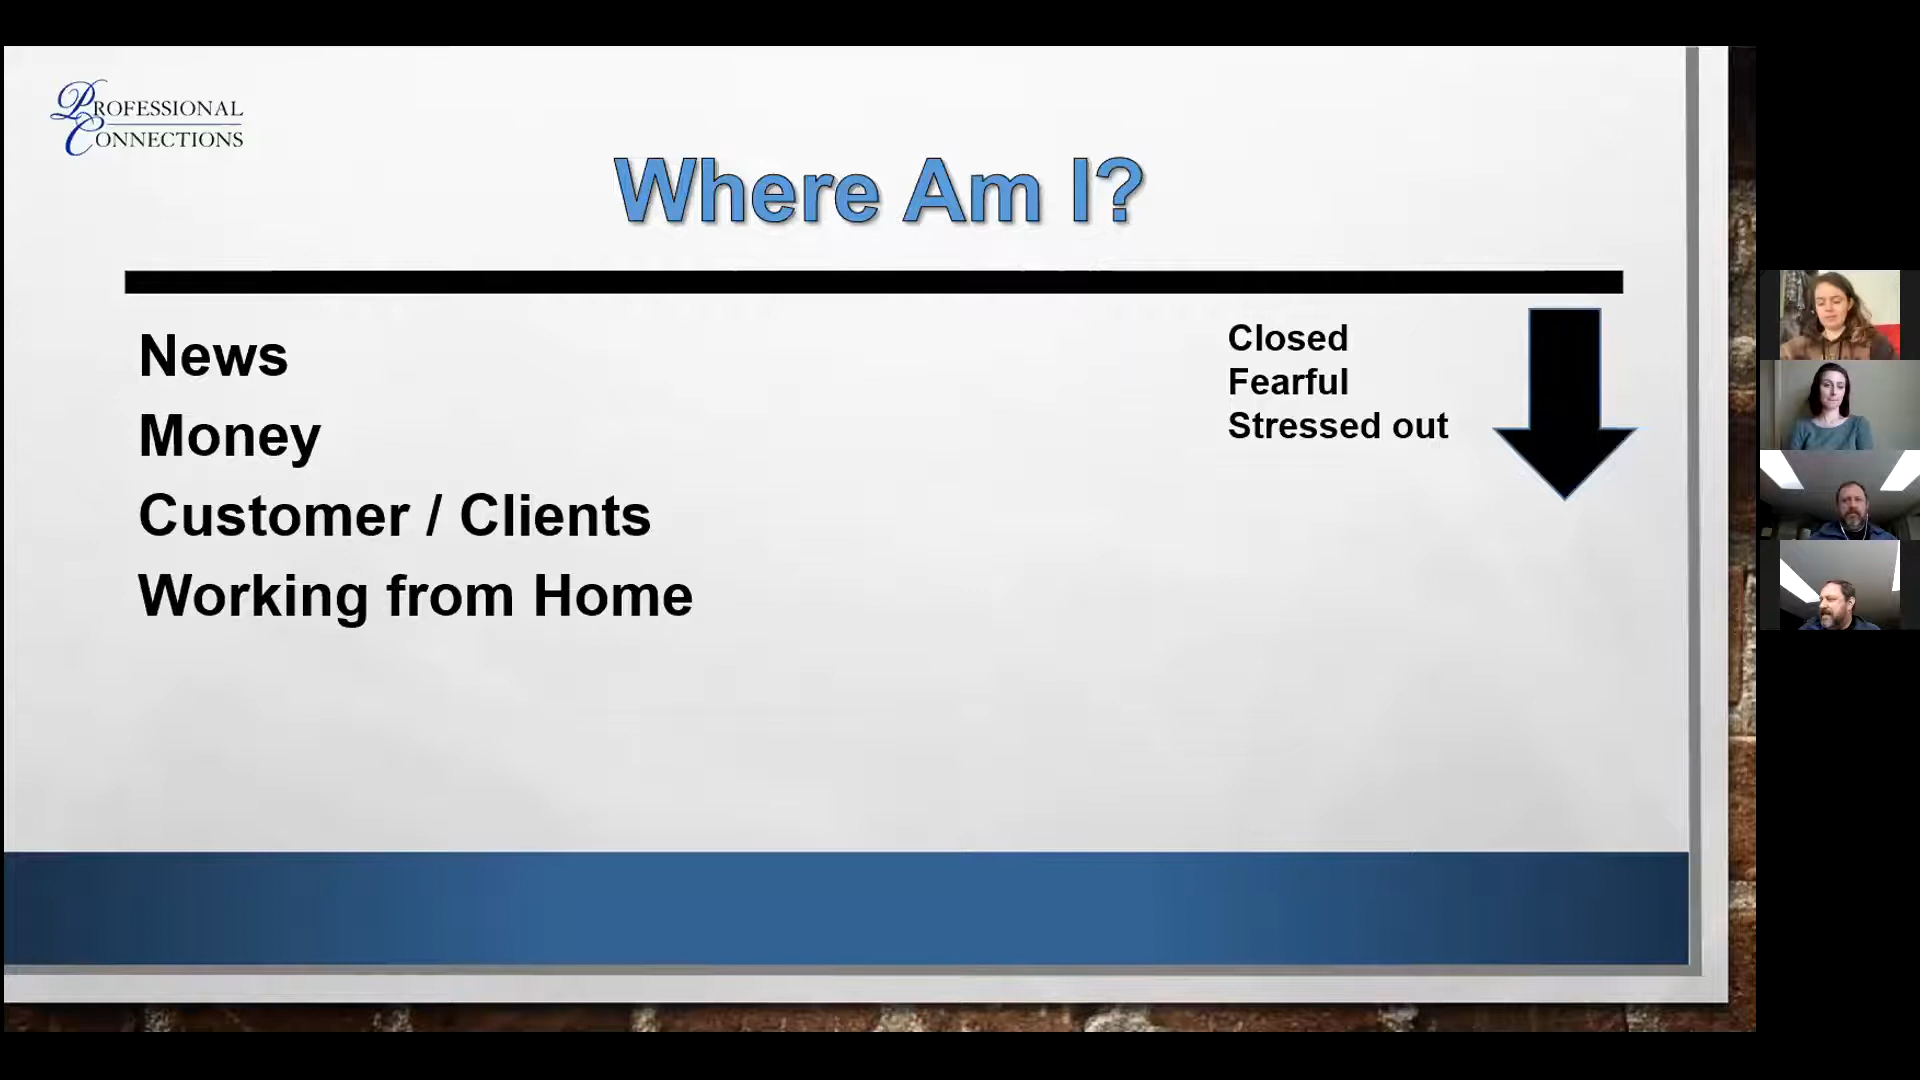 PROFESSIONAL
CONNECTIONS
Where Am I?
News
Money
Customer / Clients
Working from Home
Closed
Fearful
Stressed out